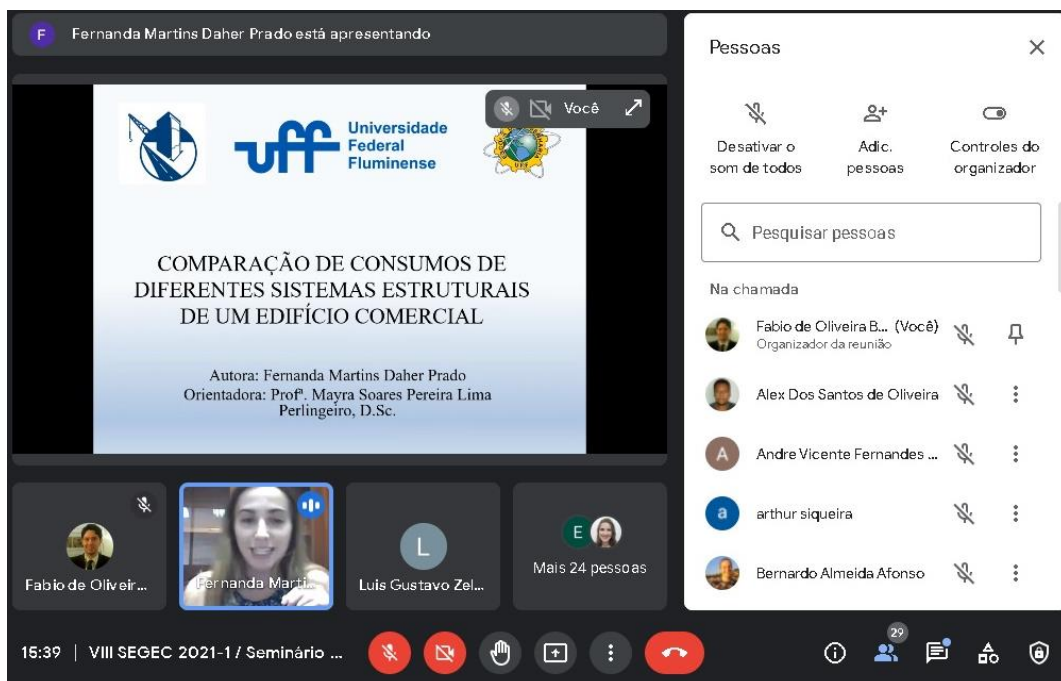 F Fernanda Martins Daher Prado está apresentando
Você
uff Universidade
Federal
Fluminense
COMPARAÇÃO DE CONSUMOS DE
DIFERENTES SISTEMAS ESTRUTURAIS
DE UM EDIFÍCIO COMERCIAL
Autora: Fernanda Martins Daher Prado
Orientadora: Profª. Mayra Soares Pereira Lima
Perlingeiro, D.Sc.
Fabio de Oliveir...
Fernanda Marti...
L
Luis Gustavo Zel...
E
Mais 24 pessoas
15:39 | VIII SEGEC 2021-1 / Seminário ...
29
Pessoas
Desativar o
som de todos
Adic.
pessoas
Controles do
organizador
Pesquisar pessoas
Na chamada
Fabio de Oliveira B... (Você)
Organizador da reunião
Alex Dos Santos de Oliveira
A Andre Vicente Fernandes ...
a arthur siqueira
Bernardo Almeida Afonso